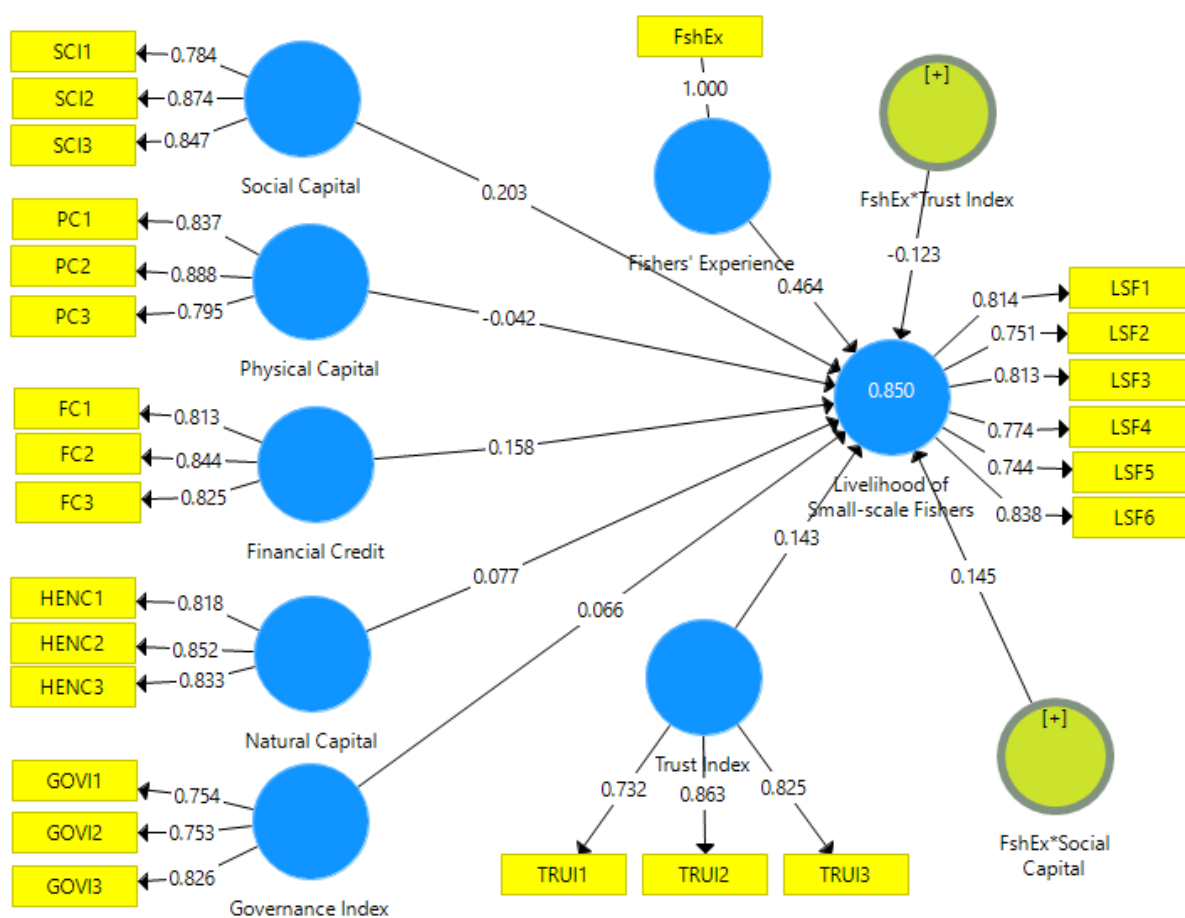 SCI1
0.784
SCI2
0.874
SCI3
0.847
Social Capital
PC1
0.837
PC2
0.888
PC3
0.795
Physical Capital
FC1
0.813
FC2
0.844
FC3
0.825
Financial Credit
HENC1
0.818
HENC2
0.852
HENC3
0.833
Natural Capital
GOVI1
0.754
GOVI2
0.753
GOVI3
0.826
Governance Index
0.203
-0.042
0.158
0.077
0.066
FshEx
1.000
Fishers' Experience
0.464
[+]
FshEx*Trust Index
-0.123
0.850
Livelihood of
Small-scale Fishers
0.814
LSF1
0.751
LSF2
0.813
LSF3
0.774
LSF4
0.744
LSF5
0.838
LSF6
0.143
Trust Index
0.732
0.863
0.825
TRUI1
TRUI2
TRUI3
0.145
[+]
FshEx*Social
Capital